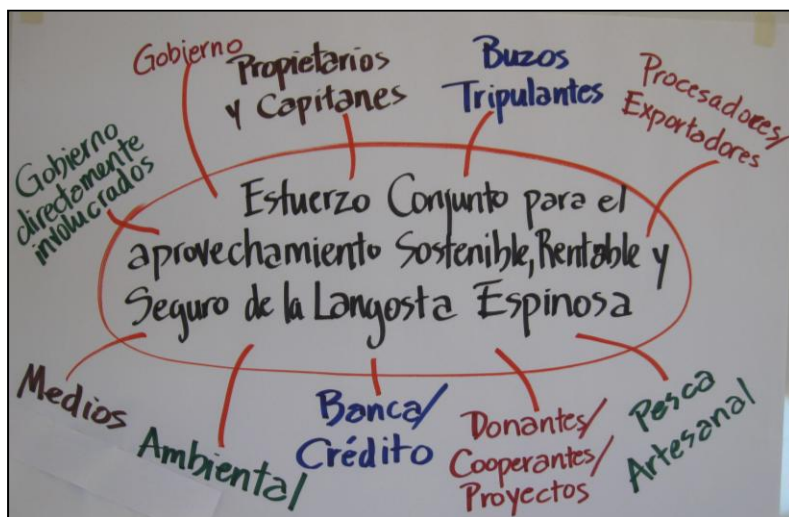 Gobierno
Propietarios
y Capitanes
Buzos
Tripulantes
Procesadores/
Exportadores
Gobierno
directamente
involucrados
Esfuerzo Conjunto para el
aprovechamiento Sostenible, Rentable y
Seguro de la Langosta Espinosa
Medios
Ambiental
Banca/
Crédito
Donantes/
Cooperantes/
Proyectos
Pesca
Artesanal